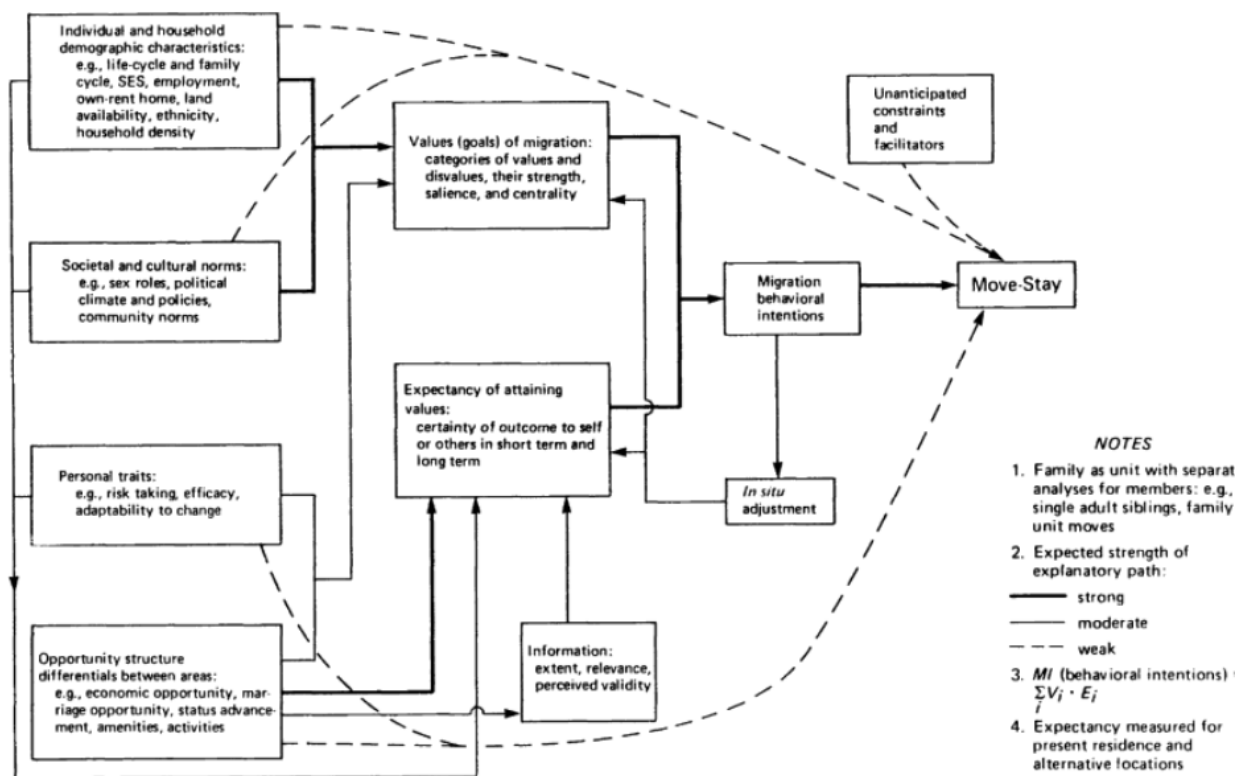 Individual and household
demographic characteristics:
e.g., life-cycle and family
cycle, SES, employment,
own-rent home, land
availability, ethnicity,
household density
Societal and cultural norms:
e.g., sex roles, political
climate and policies,
community norms
Personal traits:
e.g., risk taking, efficacy,
adaptability to change
Opportunity structure
differentials between areas:
e.g., economic opportunity, mar-
riage opportunity, status advance-
ment, amenities, activities
Values (goals) of migration:
categories of values and
disvalues, their strength,
salience, and centrality
Expectancy of attaining
values:
certainty of outcome to self
or others in short term and
long term
Information:
extent, relevance,
perceived validity
Migration
behavioral
intentions
In situ
adjustment
Unanticipated
constraints
and
facilitators
Move-Stay
NOTES
1. Family as unit with separat
analyses for members: e.g.,
single adult siblings, family
unit moves
2. Expected strength of
explanatory path:
strong
moderate
weak
3. MI (behavioral intentions)
∑Vi · Ei
i
4. Expectancy measured for
present residence and
alternative locations